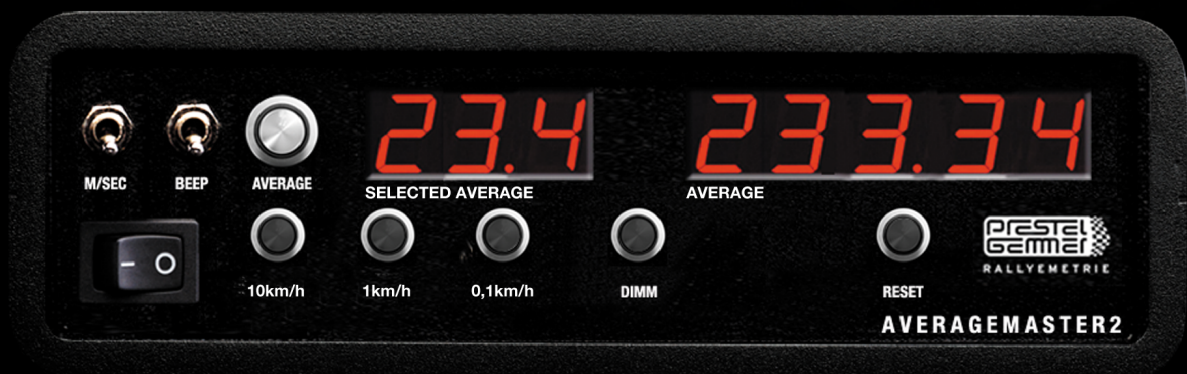 23.4
233.34
M/SEC
BEEP
AVERAGE
SELECTED AVERAGE
AVERAGE
10km/h
1km/h
0,1km/h
DIMM
RESET
PRESTEL
GEMMER
RALLYEMETRIE
AVERAGEMASTER2
— O